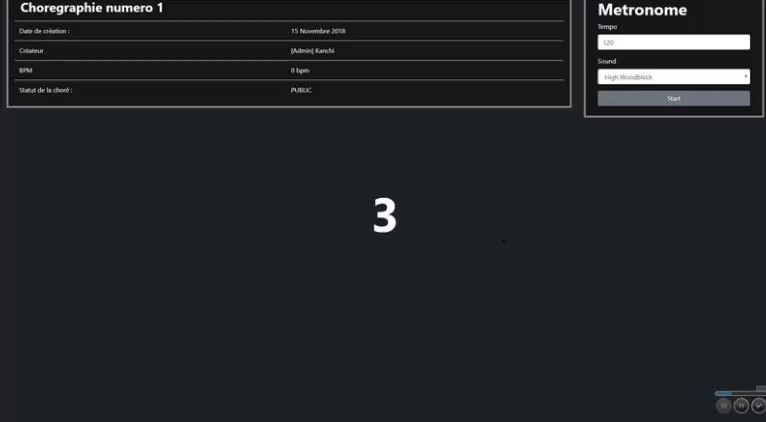 Choregraphie numero 1
Date de création :
15 Novembre 2018
Créateur
[Admin] Kanchi
BPM
0 bpm
Statut de la choré :
PUBLIC
Metronome
Tempo
120
Sound
High Woodblock
Start
3